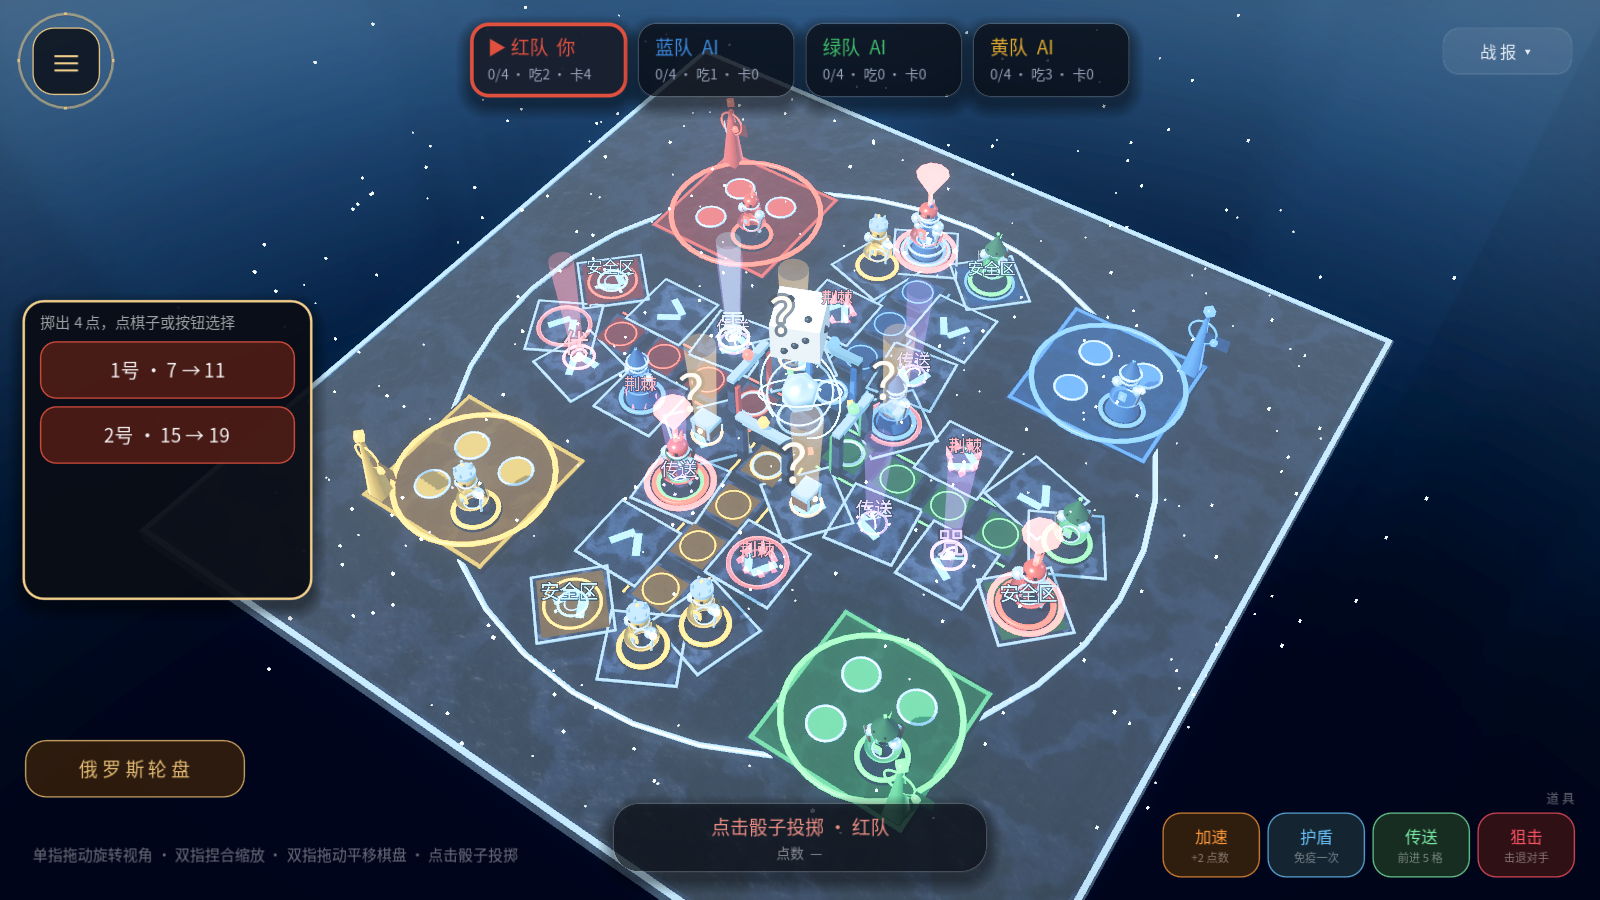 ▶ 红队 你
0/4 · 吃2 · 卡4
蓝队 AI
0/4 · 吃1 · 卡0
绿队 AI
0/4 · 吃0 · 卡0
黄队 AI
0/4 · 吃3 · 卡0
战报 ▾
掷出 4 点，点棋子或按钮选择
1号 · 7 → 11
2号 · 15 → 19
安全区
安全区
荆棘
?
传送
荆棘
?
?
荆棘
传送
?
传送
荆棘
安全区
安全区
俄罗斯轮盘
单指拖动旋转视角 · 双指捏合缩放 · 双指拖动平移棋盘 · 点击骰子投掷
点击骰子投掷 · 红队
点数 —
道具
加速
+2 点数
护盾
免疫一次
传送
前进 5 格
狙击
击退对手